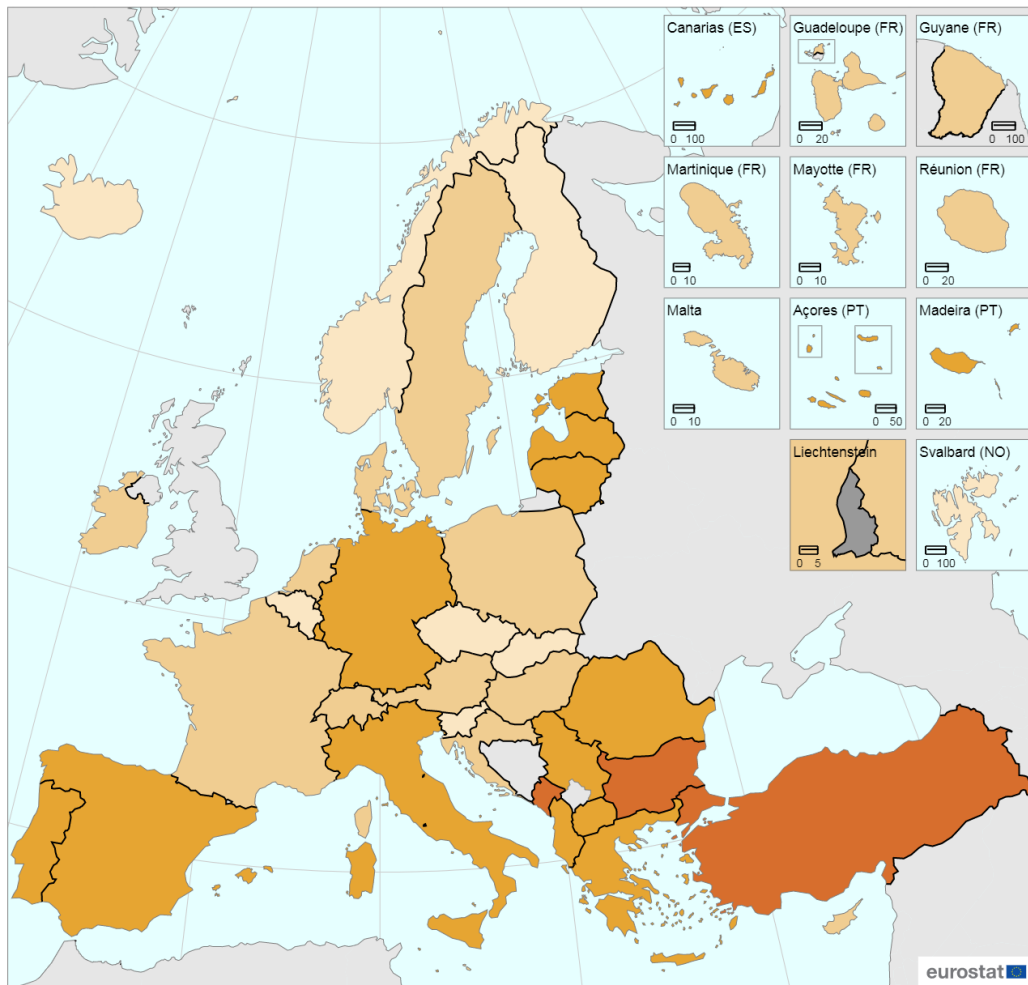 Canarias (ES)
0 100
Guadeloupe (FR)
0 20
Guyane (FR)
0 100
Martinique (FR)
0 10
Mayotte (FR)
0 10
Réunion (FR)
0 20
Malta
0 10
Açores (PT)
0 50
Madeira (PT)
0 20
Liechtenstein
0 5
Svalbard (NO)
0 100
eurostat